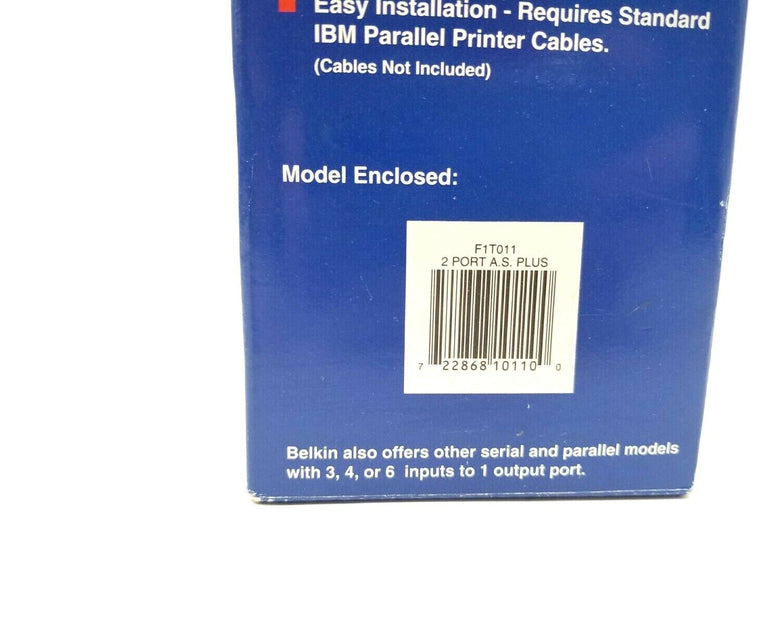 Easy Installation - Requires Standard
IBM Parallel Printer Cables.
(Cables Not Included)
Model Enclosed:
F1T011
2 PORT A.S. PLUS
7 22868 10110 0
Belkin also offers other serial and parallel models
with 3, 4, or 6 inputs to 1 output port.